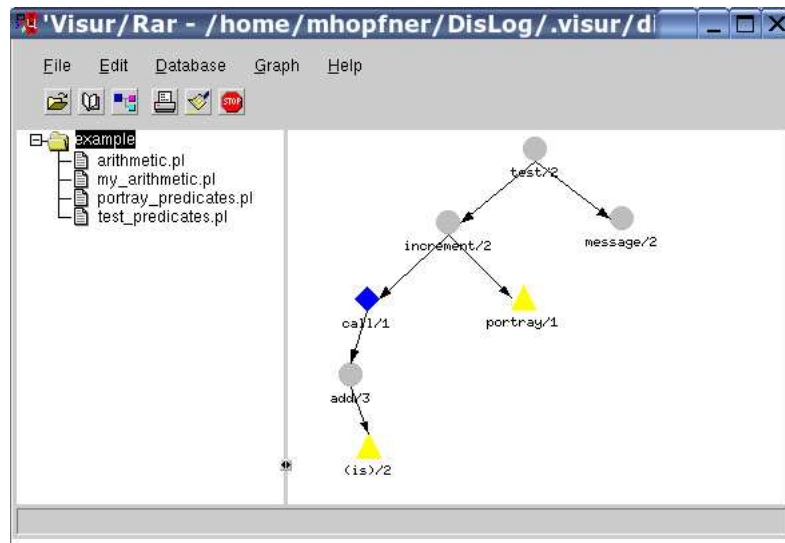 'Visur/Rar - /home/mhopfner/DisLog/.visur/di
File Edit Database Graph Help
STOP
example
arithmetic.pl
my_arithmetic.pl
portray_predicates.pl
test_predicates.pl
test/2
increment/2
message/2
call/1
portray/1
add/3
(is)/2